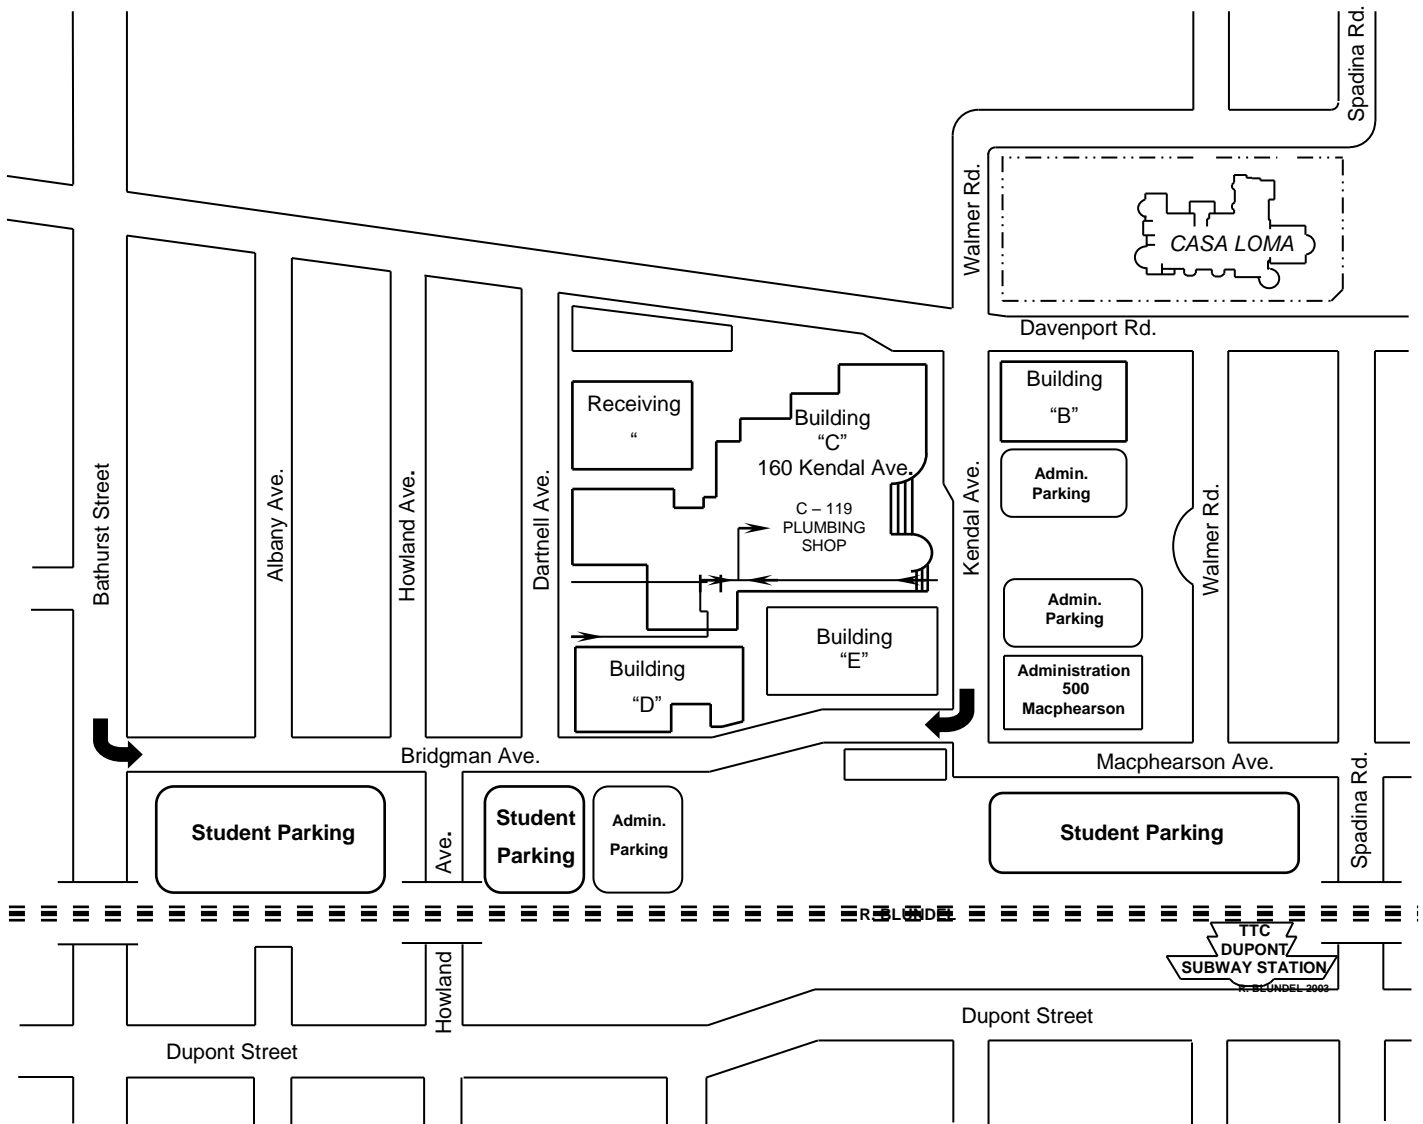 Spadina Rd.
Walmer Rd.
CASA LOMA
Davenport Rd.
Building
“B”
Receiving
“
Building
“C”
160 Kendal Ave.
Admin.
Parking
C – 119
PLUMBING
SHOP
Bathurst Street
Albany Ave.
Howland Ave.
Dartnell Ave.
Kendal Ave.
Walmer Rd.
Admin.
Parking
Building
“E”
Building
“D”
Administration
500
Macphearson
Bridgman Ave.
Macphearson Ave.
Student Parking
Ave.
Student
Parking
Admin.
Parking
Student Parking
Spadina Rd.
R. BLUNDEL
TTC
DUPONT
SUBWAY STATION
R. BLUNDEL 2003
Howland
Dupont Street
Dupont Street